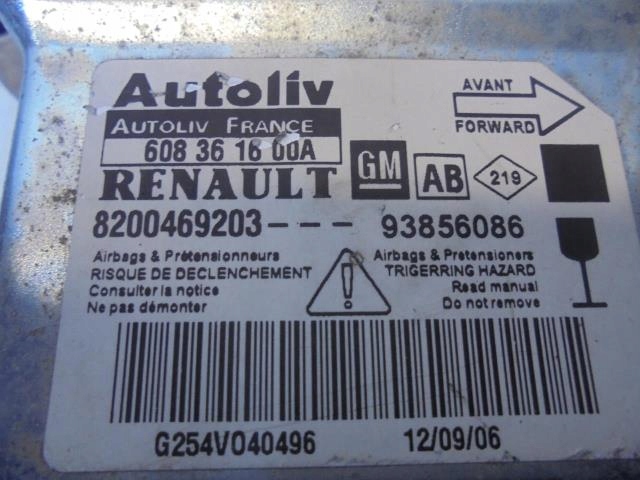 Autoliv
AVANT
AUTOLIV FRANCE
FORWARD
608 36 16 00A
RENAULT GM AB 219
8200469203--- 93856086
Airbags & Prétensionneurs
RISQUE DE DECLENCHEMENT
Consulter la notice
Ne pas démonter
Airbags & Pretensioners
TRIGERRING HAZARD
Read manual
Do not remove
!
G254V040496 12/09/06